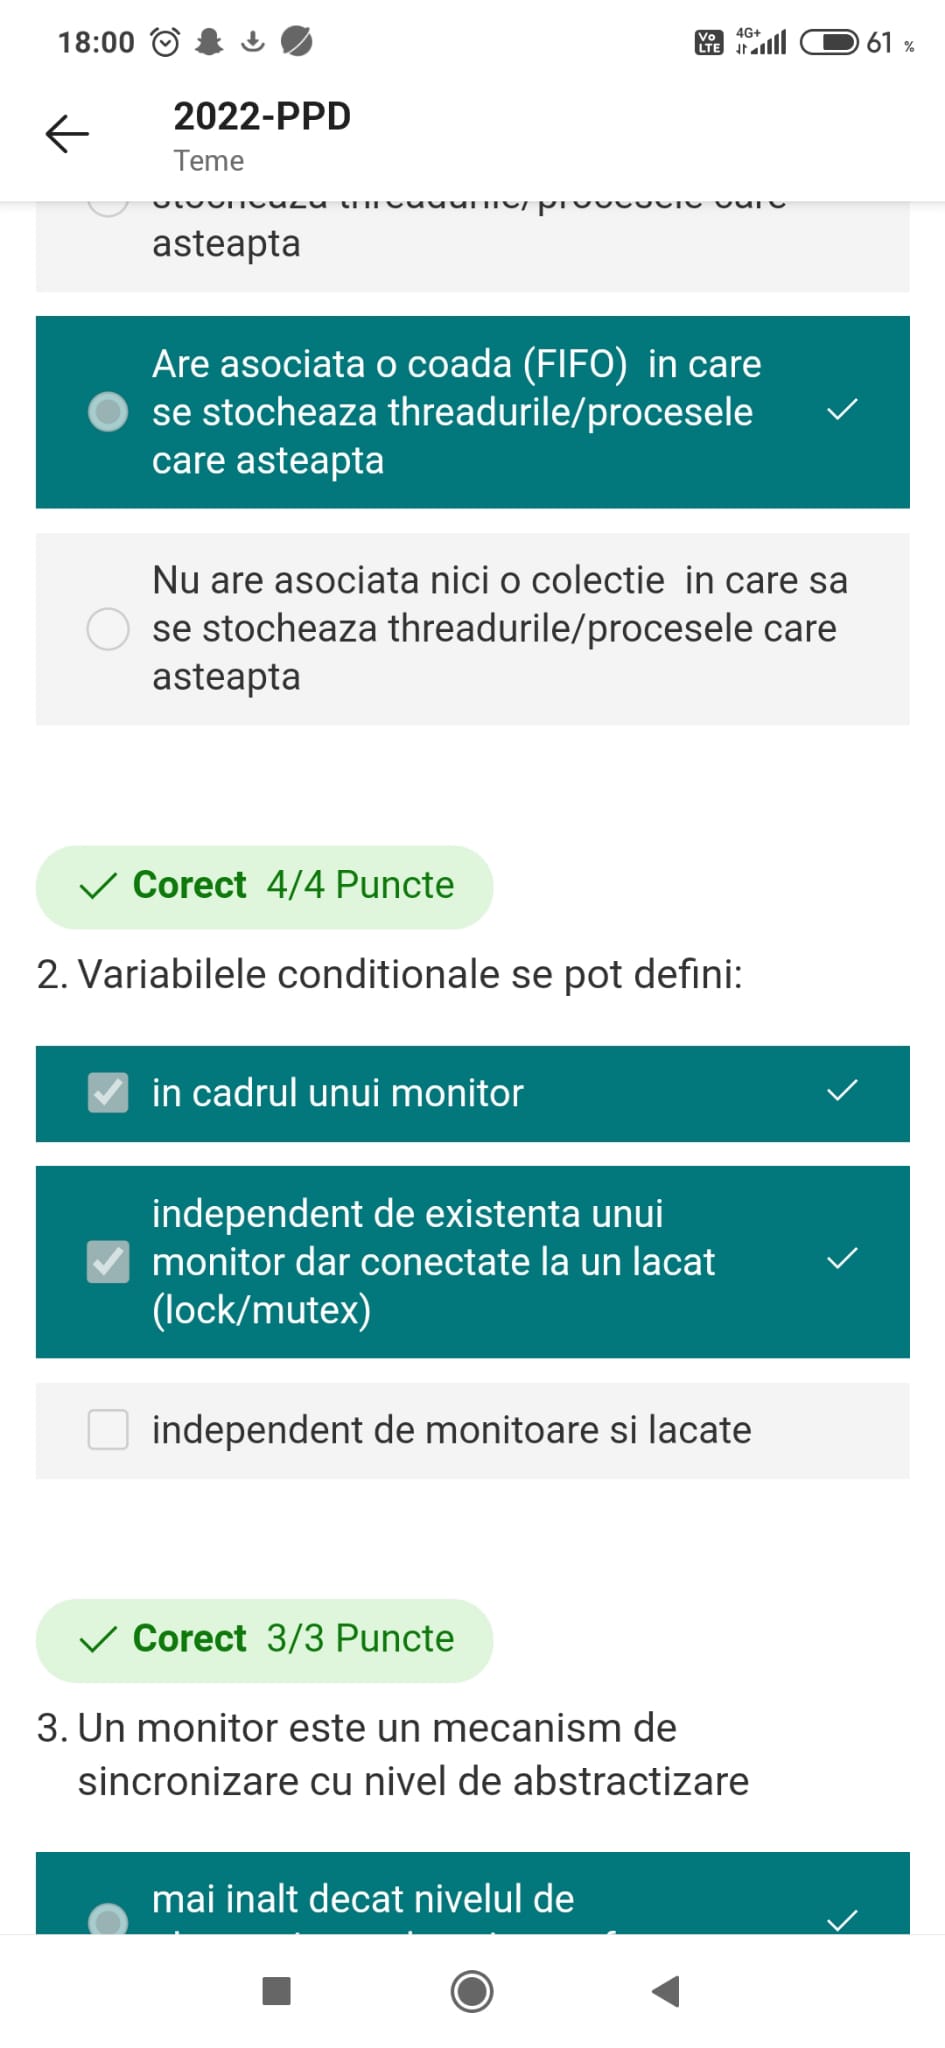 18:00
Vo LTE 4G+ 61 %
2022-PPD
Teme
stocheaza threadurile/procesele care
asteapta
Are asociata o coada (FIFO)  in care
se stocheaza threadurile/procesele
care asteapta
Nu are asociata nici o colectie  in care sa
se stocheaza threadurile/procesele care
asteapta
Corect 4/4 Puncte
2. Variabilele conditionale se pot defini:
in cadrul unui monitor
independent de existenta unui
monitor dar conectate la un lacat
(lock/mutex)
independent de monitoare si lacate
Corect 3/3 Puncte
3. Un monitor este un mecanism de
sincronizare cu nivel de abstractizare
mai inalt decat nivelul de